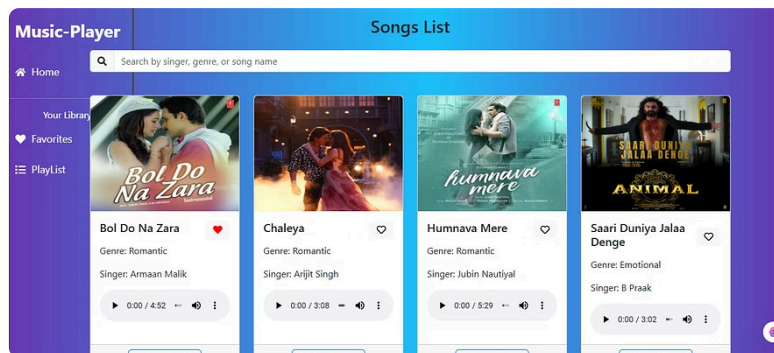 Music-Player
Songs List
Home
Search by singer, genre, or song name
Your Library
Favorites
PlayList
Bol Do
Na Zara
Instrumental
humnava
mere
SAARI DUNIYA
JALAA DENGE
ANIMAL
Bol Do Na Zara
Genre: Romantic
Singer: Armaan Malik
0:00 / 4:52
Chaleya
Genre: Romantic
Singer: Arijit Singh
0:00 / 3:08
Humnava Mere
Genre: Romantic
Singer: Jubin Nautiyal
0:00 / 5:29
Saari Duniya Jalaa
Denge
Genre: Emotional
Singer: B Praak
0:00 / 3:02